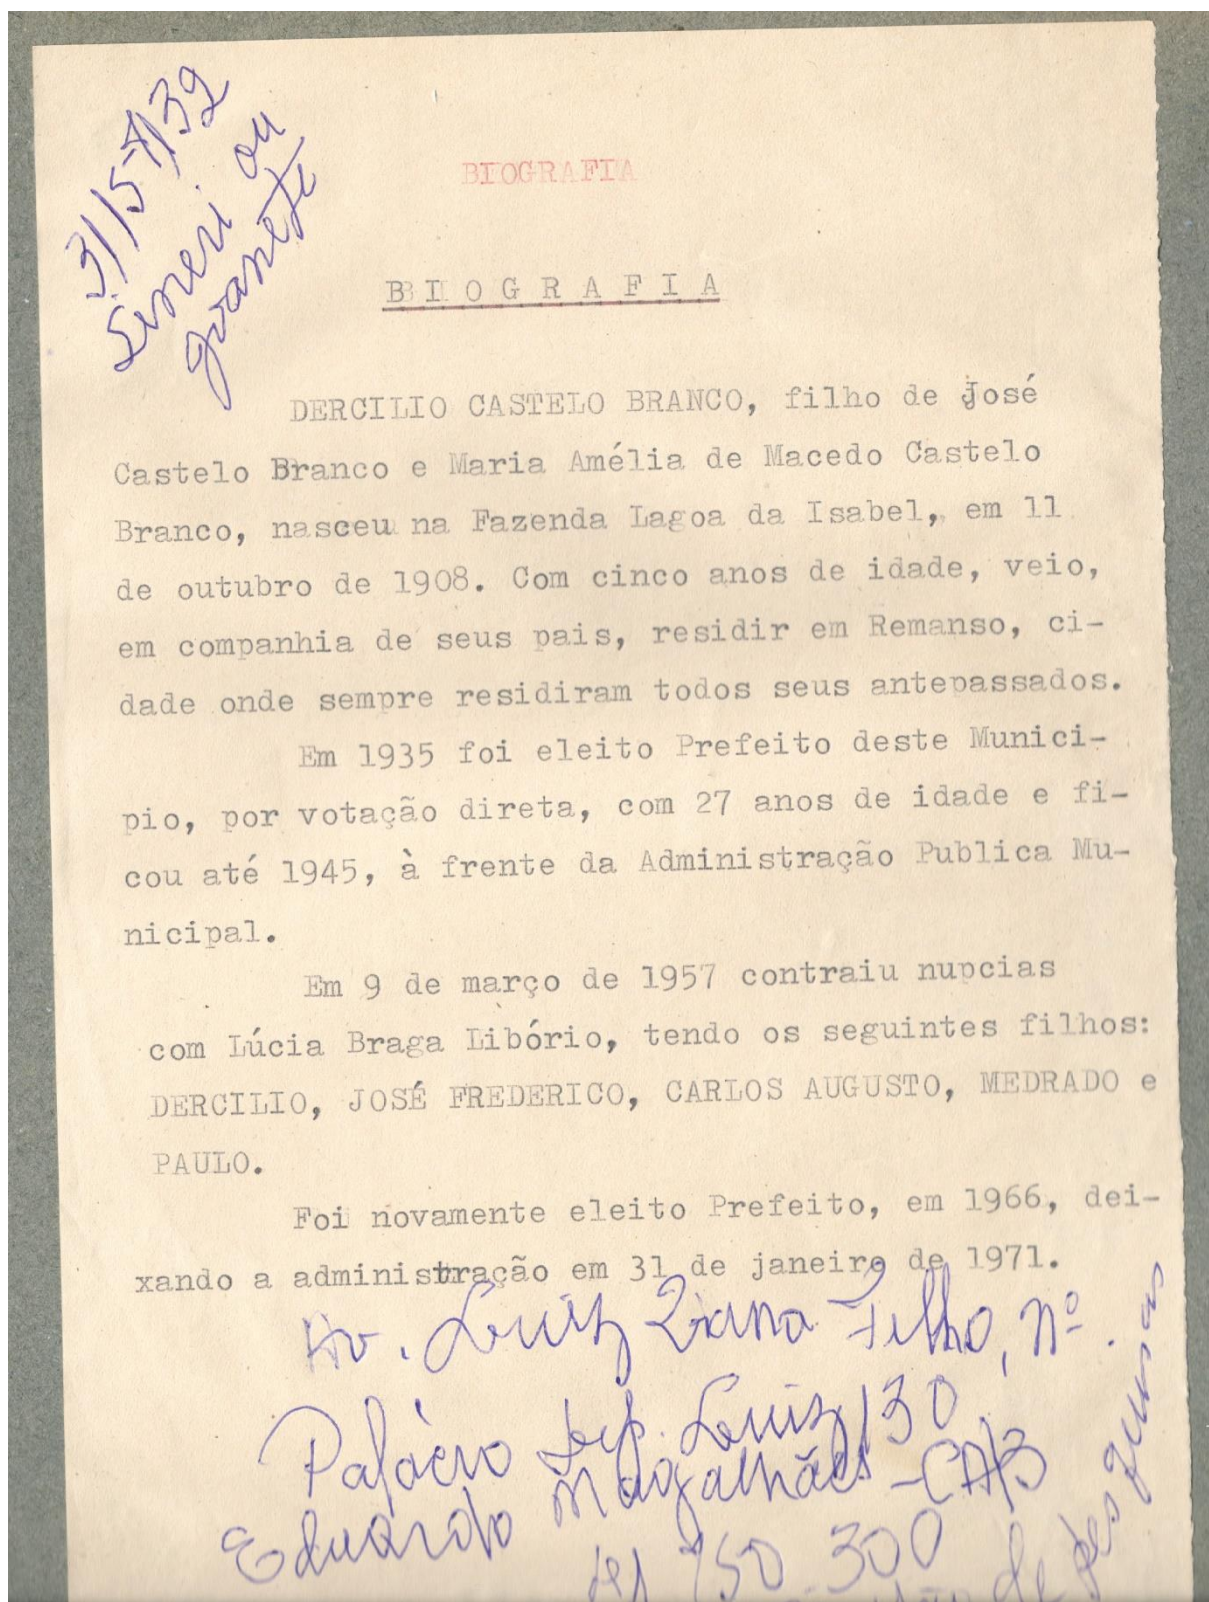 BIOGRAFIA
B I O G R A F I A
DERCILIO CASTELO BRANCO, filho de José
Castelo Branco e Maria Amélia de Macedo Castelo
Branco, nasceu na Fazenda Lagoa da Isabel, em 11
de outubro de 1908. Com cinco anos de idade, veio,
em companhia de seus pais, residir em Remanso, ci-
dade onde sempre residiram todos seus antepassados.
Em 1935 foi eleito Prefeito deste Munici-
pio, por votação direta, com 27 anos de idade e fi-
cou até 1945, à frente da Administração Publica Mu-
nicipal.
Em 9 de março de 1957 contraiu nupcias
com Lúcia Braga Libório, tendo os seguintes filhos:
DERCILIO, JOSÉ FREDERICO, CARLOS AUGUSTO, MEDRADO e
PAULO.
Foi novamente eleito Prefeito, em 1966, dei-
xando a administração em 31 de janeiro de 1971.
Av. Luiz Viana Filho, nº
130
Palácio Dep. Luiz
Eduardo Magalhães - CAB
750.300
de pesquisas
ou